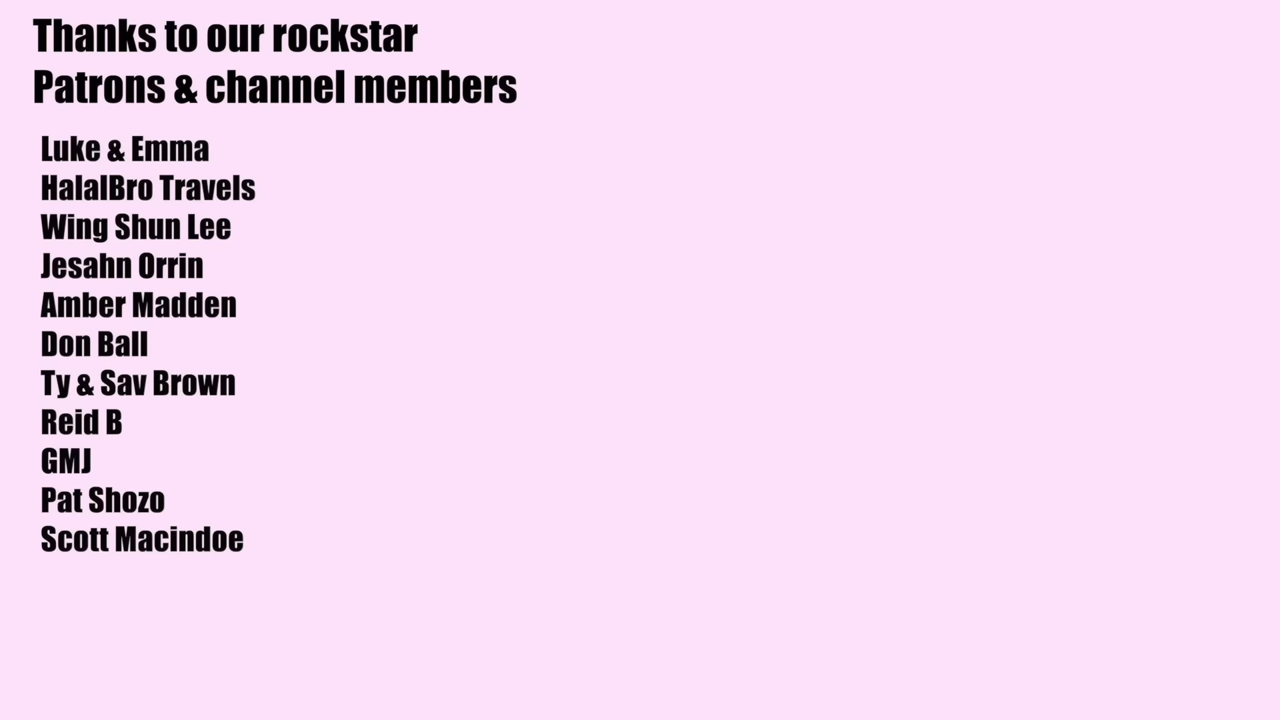 Thanks to our rockstar
Patrons & channel members
Luke & Emma
HalalBro Travels
Wing Shun Lee
Jesahn Orrin
Amber Madden
Don Ball
Ty & Sav Brown
Reid B
GMJ
Pat Shozo
Scott Macindoe